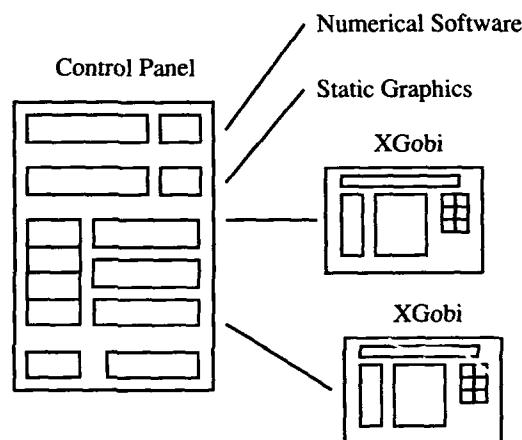 Numerical Software
Control Panel
Static Graphics
XGobi
XGobi